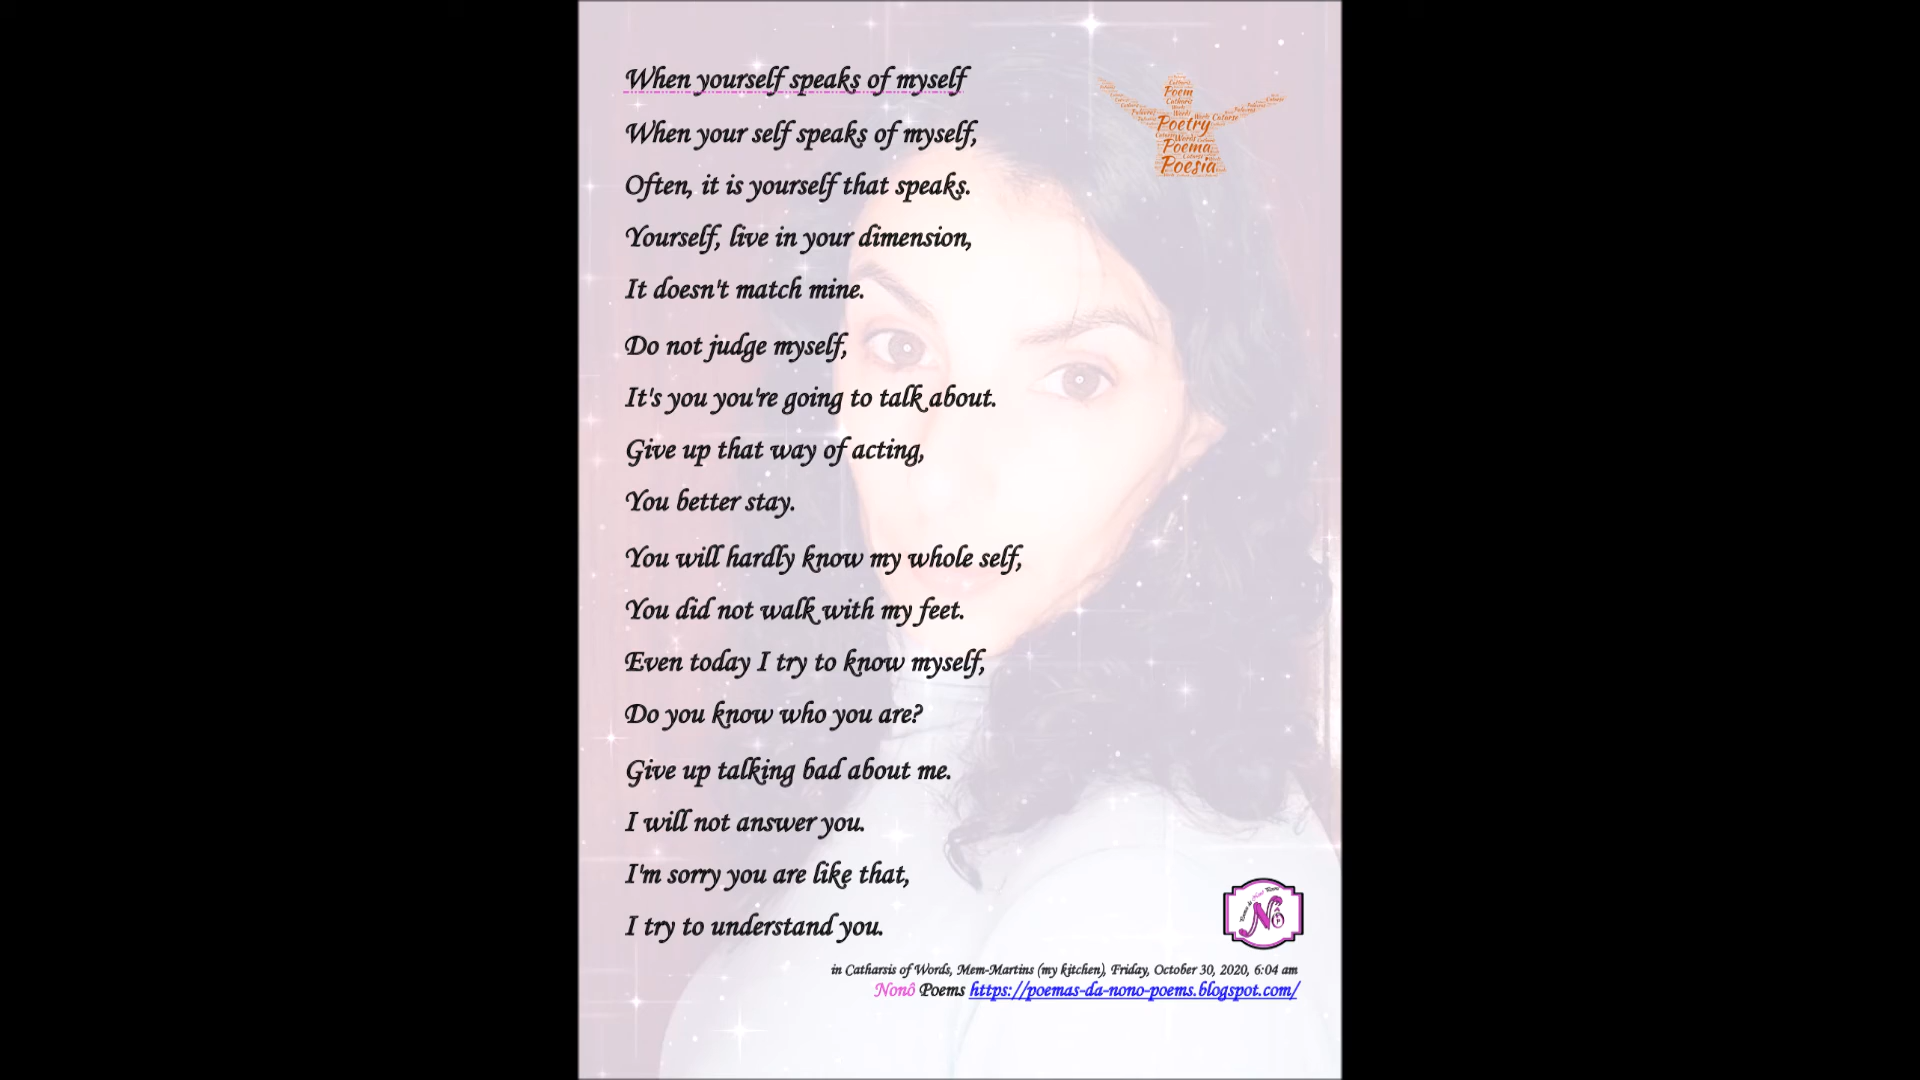 When yourself speaks of myself
When your self speaks of myself,
Often, it is yourself that speaks.
Yourself, live in your dimension,
It doesn't match mine.
Do not judge myself,
It's you you're going to talk about.
Give up that way of acting,
You better stay.
You will hardly know my whole self,
You did not walk with my feet.
Even today I try to know myself,
Do you know who you are?
Give up talking bad about me.
I will not answer you.
I'm sorry you are like that,
I try to understand you.
in Catharsis of Words, Mem-Martins (my kitchen), Friday, October 30, 2020, 6:04 am
Nonô Poems https://poemas-da-nono-poems.blogspot.com/
Poem
Poetry
Poema
Poesia
Nô